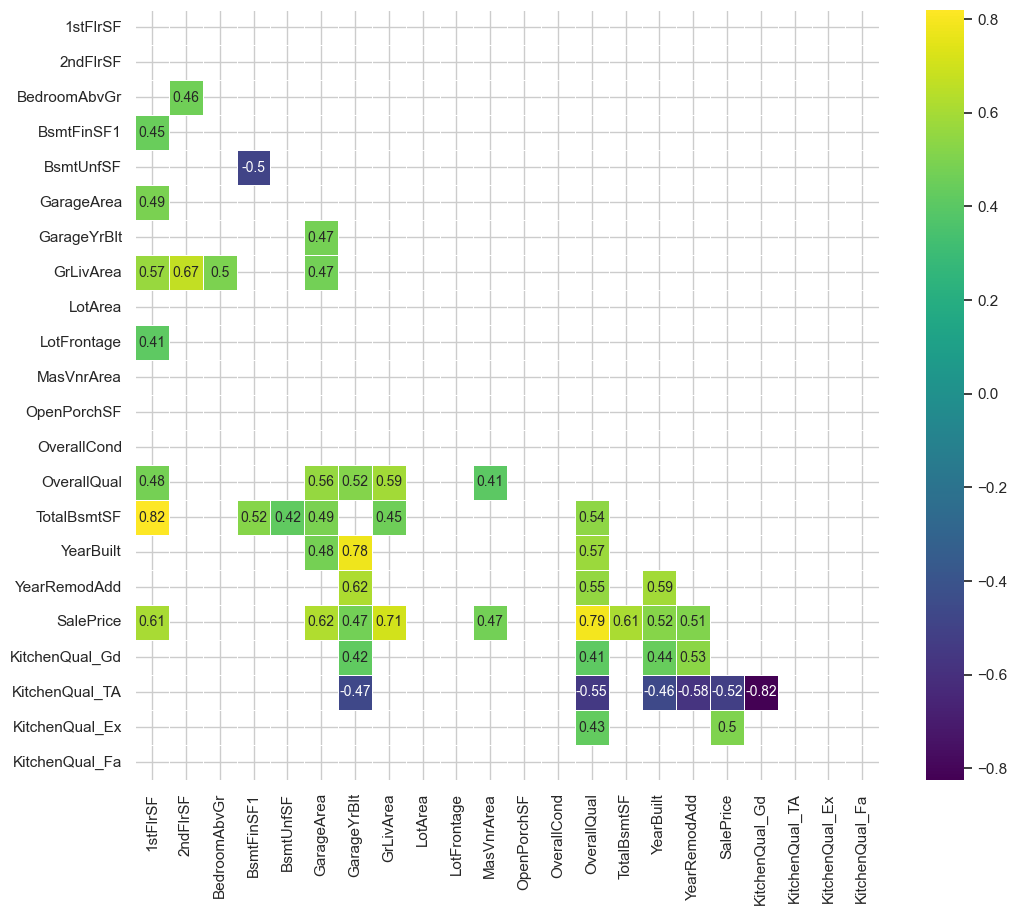 1stFlrSF
2ndFlrSF
BedroomAbvGr 0.46
BsmtFinSF1 0.45
BsmtUnfSF -0.5
GarageArea 0.49
GarageYrBlt 0.47
GrLivArea 0.57 0.67 0.5 0.47
LotArea
LotFrontage 0.41
MasVnrArea
OpenPorchSF
OverallCond
OverallQual 0.48 0.56 0.52 0.59 0.41
TotalBsmtSF 0.82 0.52 0.42 0.49 0.45 0.54
YearBuilt 0.48 0.78 0.57
YearRemodAdd 0.62 0.55 0.59
SalePrice 0.61 0.62 0.47 0.71 0.47 0.79 0.61 0.52 0.51
KitchenQual_Gd 0.42 0.41 0.44 0.53
KitchenQual_TA -0.47 -0.55 -0.46 -0.58 -0.52 -0.82
KitchenQual_Ex 0.43 0.5
KitchenQual_Fa
1stFlrSF
2ndFlrSF
BedroomAbvGr
BsmtFinSF1
BsmtUnfSF
GarageArea
GarageYrBlt
GrLivArea
LotArea
LotFrontage
MasVnrArea
OpenPorchSF
OverallCond
OverallQual
TotalBsmtSF
YearBuilt
YearRemodAdd
SalePrice
KitchenQual_Gd
KitchenQual_TA
KitchenQual_Ex
KitchenQual_Fa
0.8
0.6
0.4
0.2
0.0
−0.2
−0.4
−0.6
−0.8